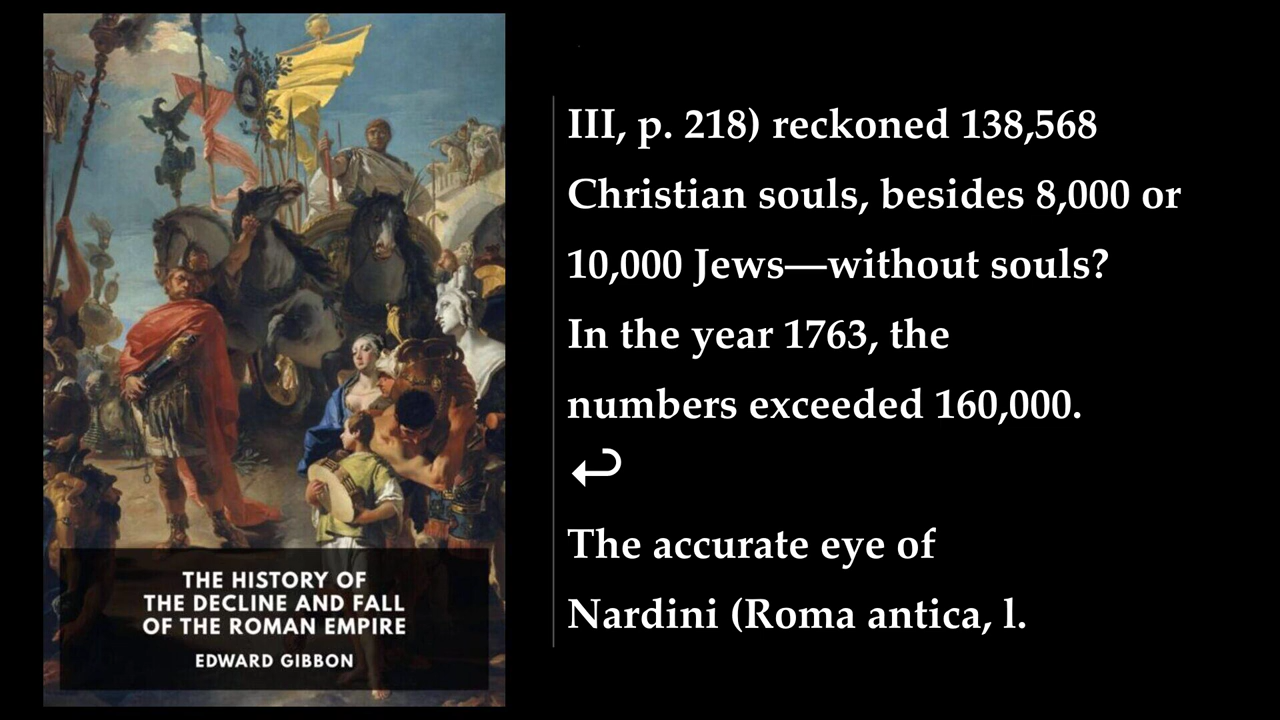 THE HISTORY OF
THE DECLINE AND FALL
OF THE ROMAN EMPIRE
EDWARD GIBBON
III, p. 218) reckoned 138,568
Christian souls, besides 8,000 or
10,000 Jews—without souls?
In the year 1763, the
numbers exceeded 160,000.
↩
The accurate eye of
Nardini (Roma antica, l.